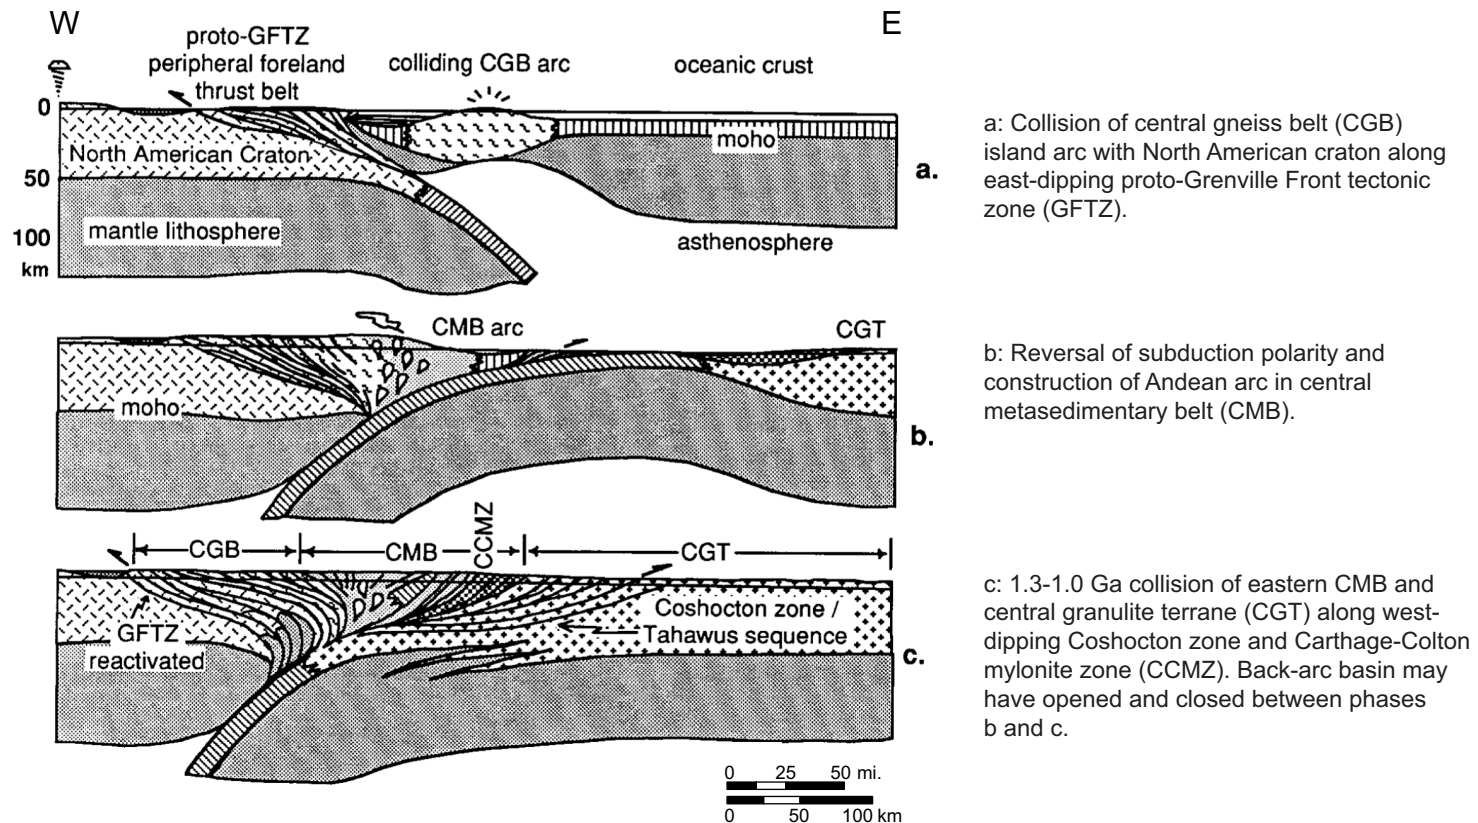 W
E
proto-GFTZ
peripheral foreland
thrust belt
colliding CGB arc
oceanic crust
0
North American Craton
moho
50
a.
mantle lithosphere
100
km
asthenosphere
a: Collision of central gneiss belt (CGB)
island arc with North American craton along
east-dipping proto-Grenville Front tectonic
zone (GFTZ).
CMB arc
CGT
moho
b.
b: Reversal of subduction polarity and
construction of Andean arc in central
metasedimentary belt (CMB).
CGB
CMB
CCMZ
CGT
GFTZ
reactivated
Coshocton zone /
Tahawus sequence
c.
c: 1.3-1.0 Ga collision of eastern CMB and
central granulite terrane (CGT) along west-
dipping Coshocton zone and Carthage-Colton
mylonite zone (CCMZ). Back-arc basin may
have opened and closed between phases
b and c.
0 25 50 mi.
0 50 100 km